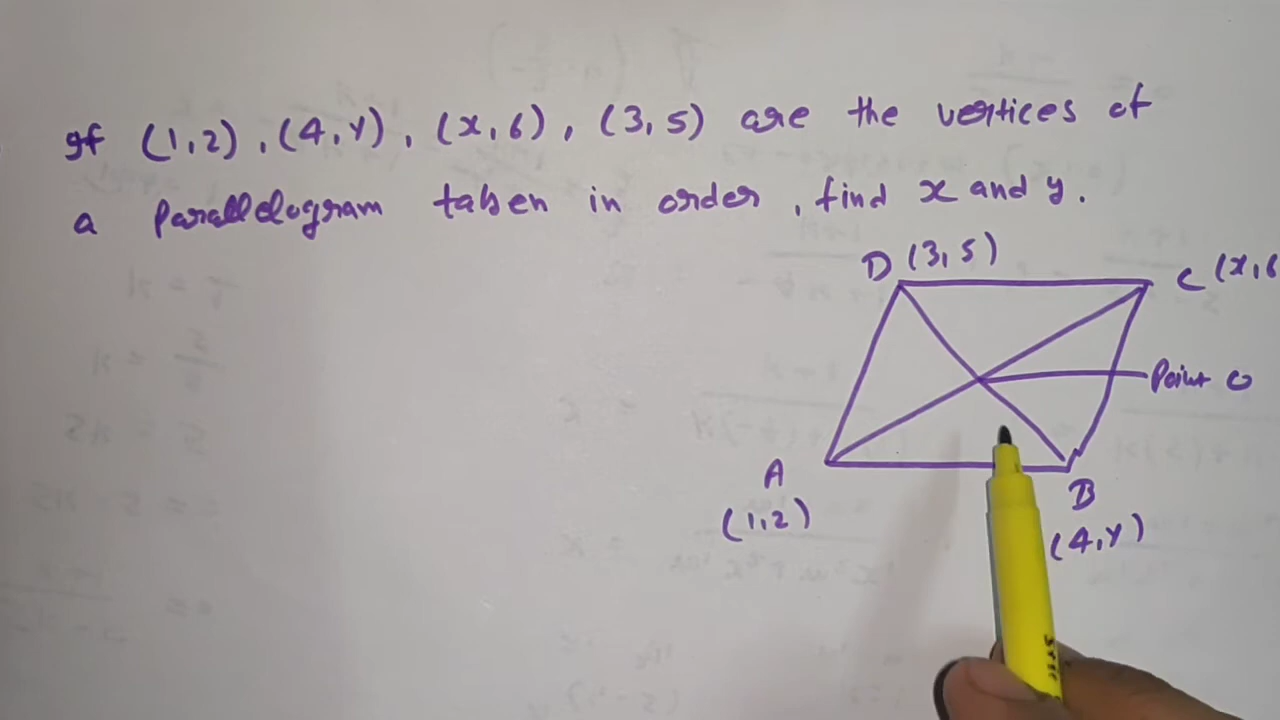 If (1,2), (4,Y), (x,6), (3,5) are the vertices of
a Parallelogram taken in order, find x and y.
D (3,5)
C (x,6
Point O
A
(1,2)
B
(4,Y)